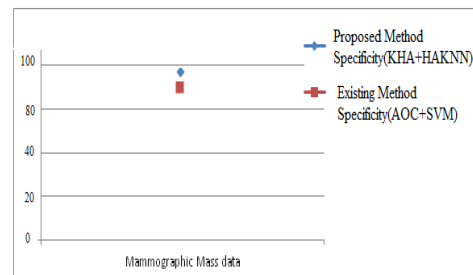 Proposed Method
Specificity(KHA+HAKNN)
Existing Method
Specificity(AOC+SVM)
100
80
60
40
20
0
Mammographic Mass data